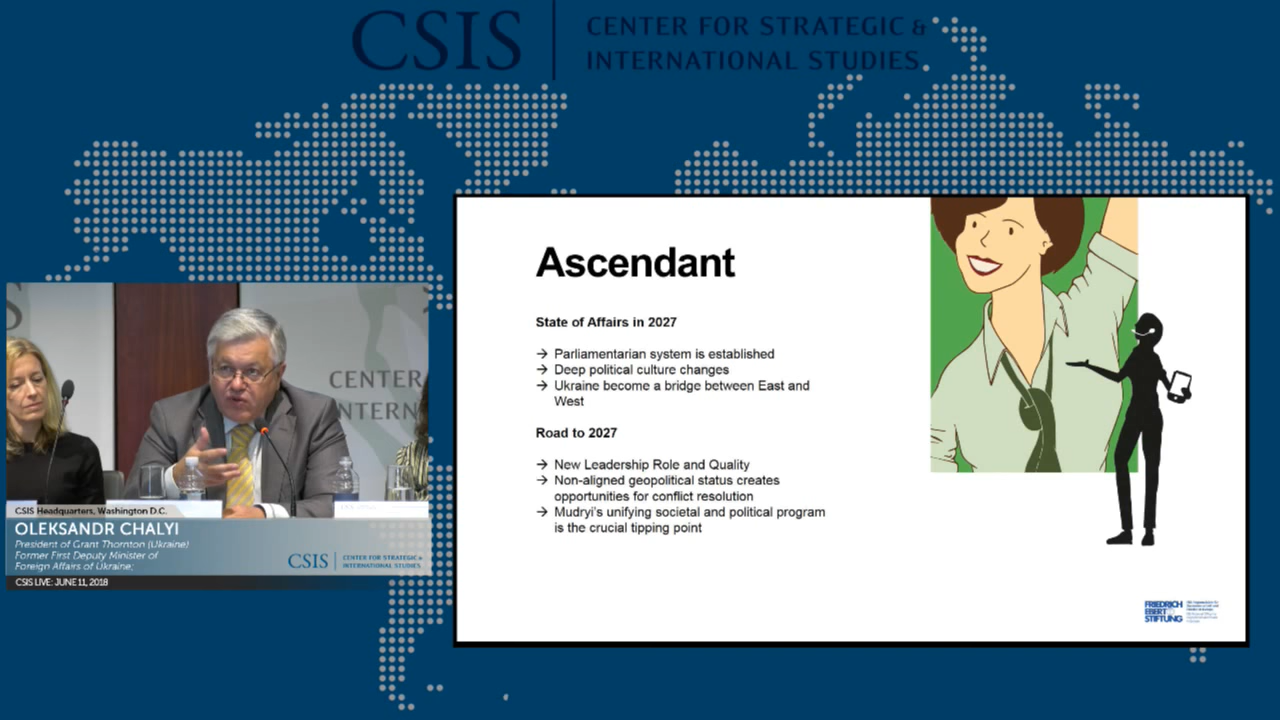 CSIS
CENTER FOR STRATEGIC &
INTERNATIONAL STUDIES
Ascendant
State of Affairs in 2027
→ Parliamentarian system is established
→ Deep political culture changes
→ Ukraine become a bridge between East and
West
Road to 2027
→ New Leadership Role and Quality
→ Non-aligned geopolitical status creates
opportunities for conflict resolution
→ Mudryi's unifying societal and political program
is the crucial tipping point
FRIEDRICH
EBERT
STIFTUNG
S
CENTER
NTERN
CSIS Headquarters, Washington D.C.
OLEKSANDR CHALYI
President of Grant Thornton (Ukraine)
Former First Deputy Minister of
Foreign Affairs of Ukraine;
CSIS
CENTER FOR STRATEGIC &
INTERNATIONAL STUDIES
CSIS LIVE: JUNE 11, 2018